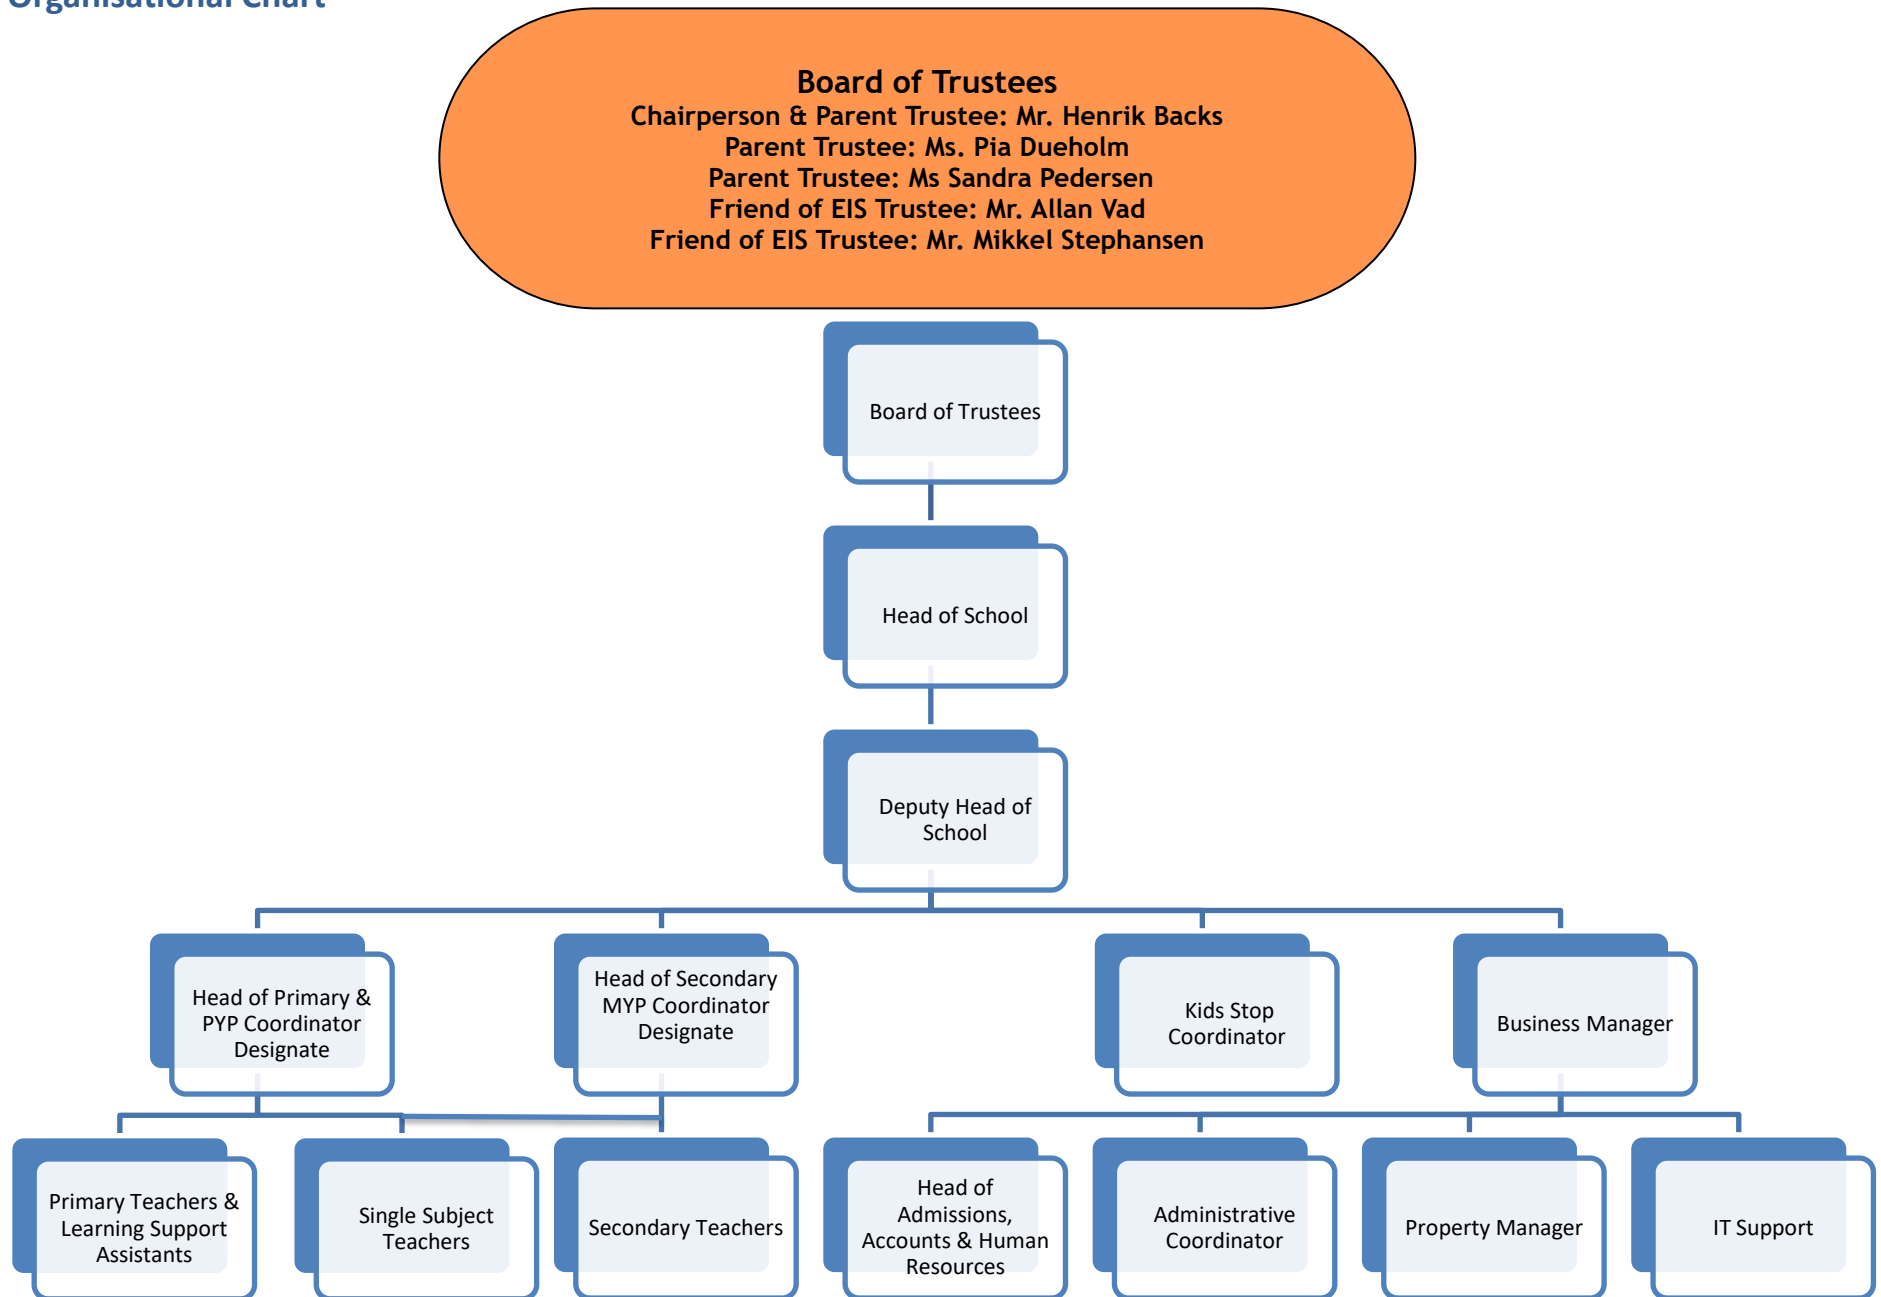 Organisational Chart
Board of Trustees
Chairperson & Parent Trustee: Mr. Henrik Backs
Parent Trustee: Ms. Pia Dueholm
Parent Trustee: Ms Sandra Pedersen
Friend of EIS Trustee: Mr. Allan Vad
Friend of EIS Trustee: Mr. Mikkel Stephansen
Board of Trustees
Head of School
Deputy Head of
School
Head of Primary &
PYP Coordinator
Designate
Head of Secondary
MYP Coordinator
Designate
Kids Stop
Coordinator
Business Manager
Primary Teachers &
Learning Support
Assistants
Single Subject
Teachers
Secondary Teachers
Head of
Admissions,
Accounts & Human
Resources
Administrative
Coordinator
Property Manager
IT Support